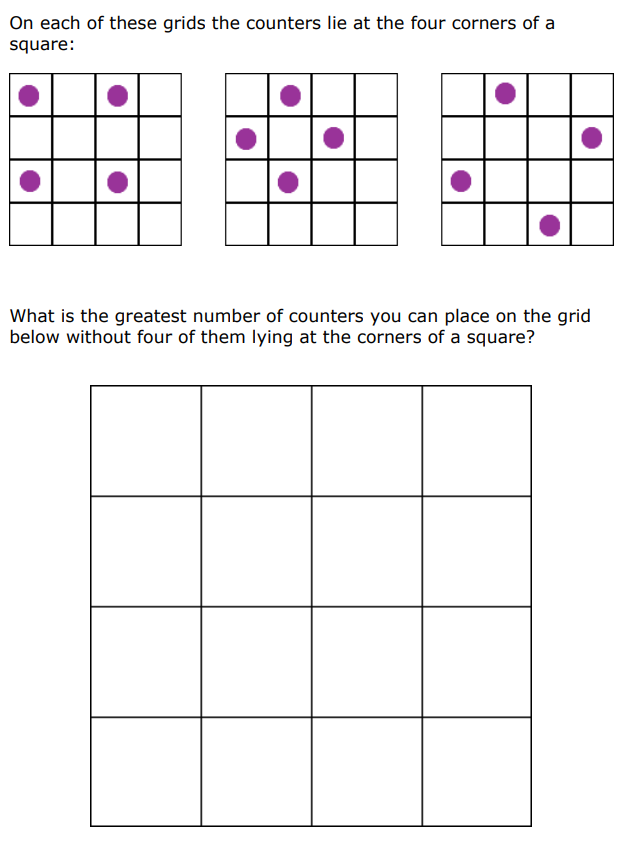 On each of these grids the counters lie at the four corners of a
square:
What is the greatest number of counters you can place on the grid
below without four of them lying at the corners of a square?